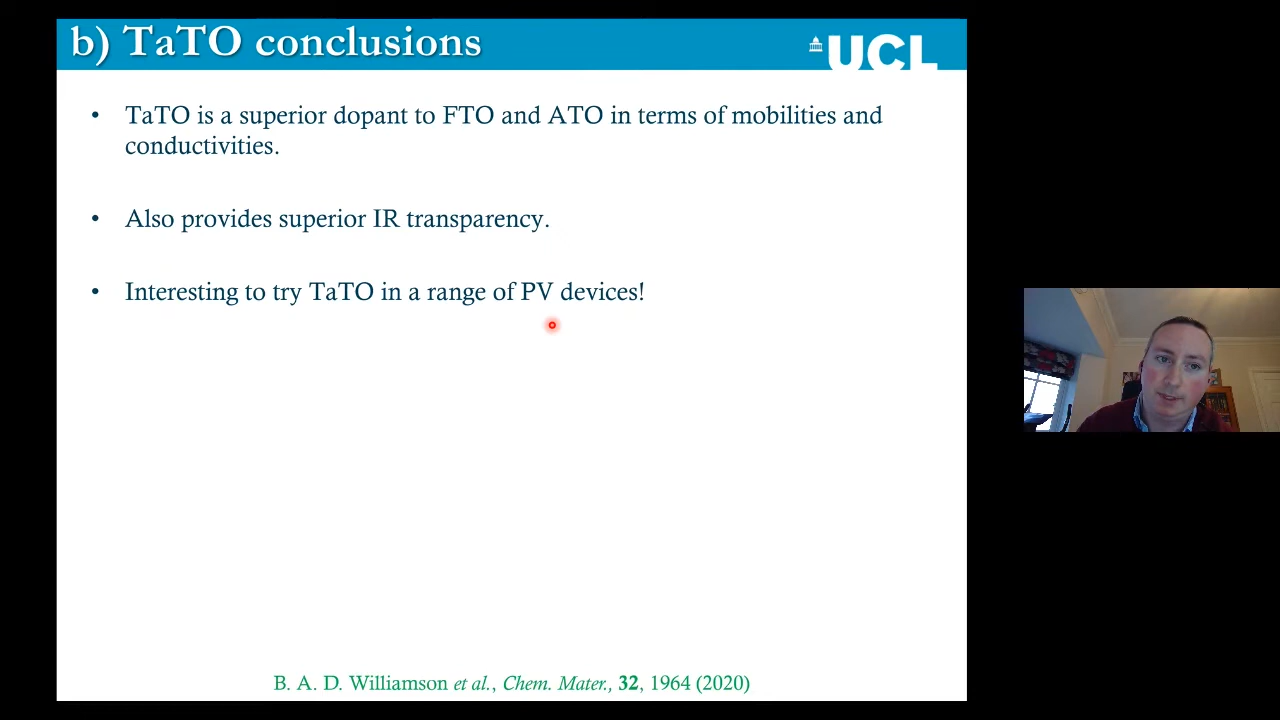 b) TaTO conclusions
UCL
• TaTO is a superior dopant to FTO and ATO in terms of mobilities and
conductivities.
• Also provides superior IR transparency.
• Interesting to try TaTO in a range of PV devices!
B. A. D. Williamson et al., Chem. Mater., 32, 1964 (2020)